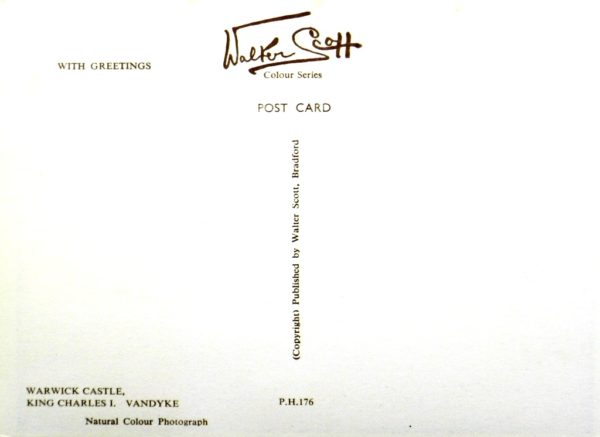 Walter Scott
Colour Series
WITH GREETINGS
POST CARD
(Copyright) Published by Walter Scott, Bradford
WARWICK CASTLE,
KING CHARLES I. VANDYKE
Natural Colour Photograph
P.H.176